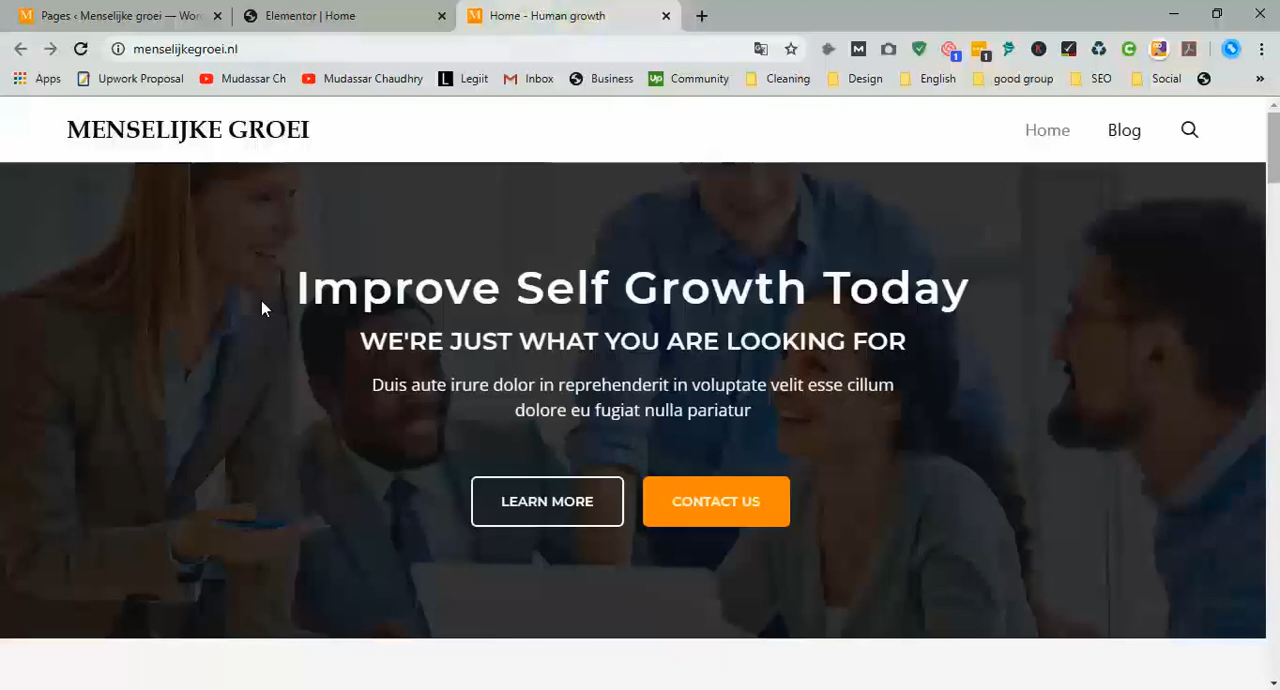 Pages ‹ Menselijke groei — Wor
Elementor | Home
Home - Human growth
menselijkegroei.nl
1
1
Apps
Upwork Proposal
Mudassar Ch
Mudassar Chaudhry
Legiit
Inbox
Business
Community
Cleaning
Design
English
good group
SEO
Social
»
MENSELIJKE GROEI
Home
Blog
Improve Self Growth Today
WE'RE JUST WHAT YOU ARE LOOKING FOR
Duis aute irure dolor in reprehenderit in voluptate velit esse cillum
dolore eu fugiat nulla pariatur
LEARN MORE
CONTACT US